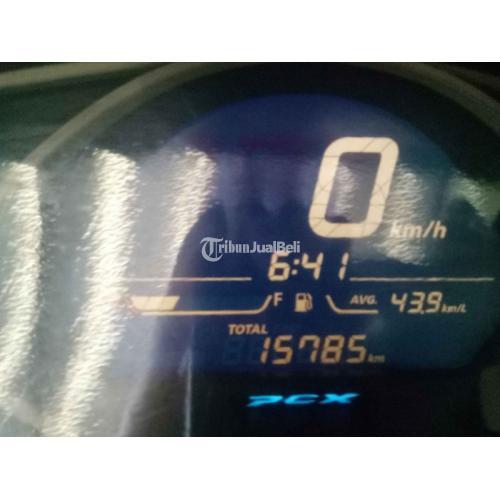 0 km/h
TribunJualBeli
6:41
F AVG. 43.9 km/L
TOTAL
15785 km
PCX